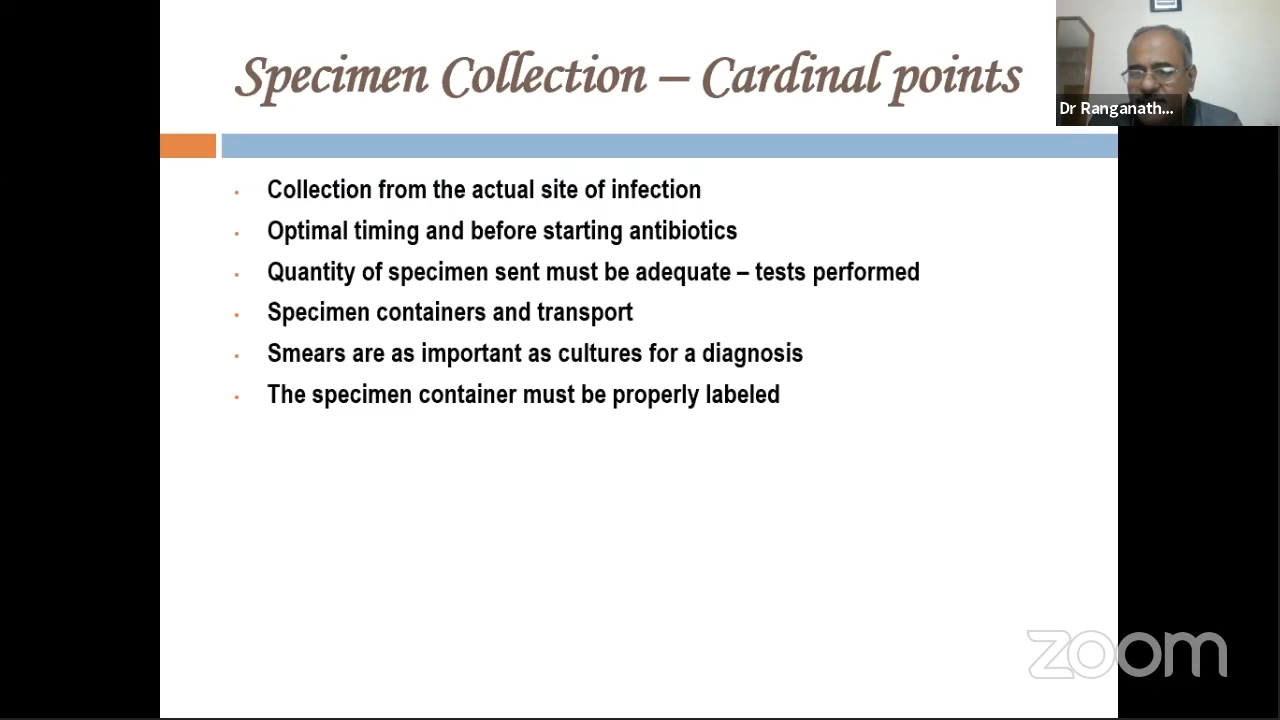 Specimen Collection – Cardinal points
Dr Ranganath...
• Collection from the actual site of infection
• Optimal timing and before starting antibiotics
• Quantity of specimen sent must be adequate – tests performed
• Specimen containers and transport
• Smears are as important as cultures for a diagnosis
• The specimen container must be properly labeled
zoom